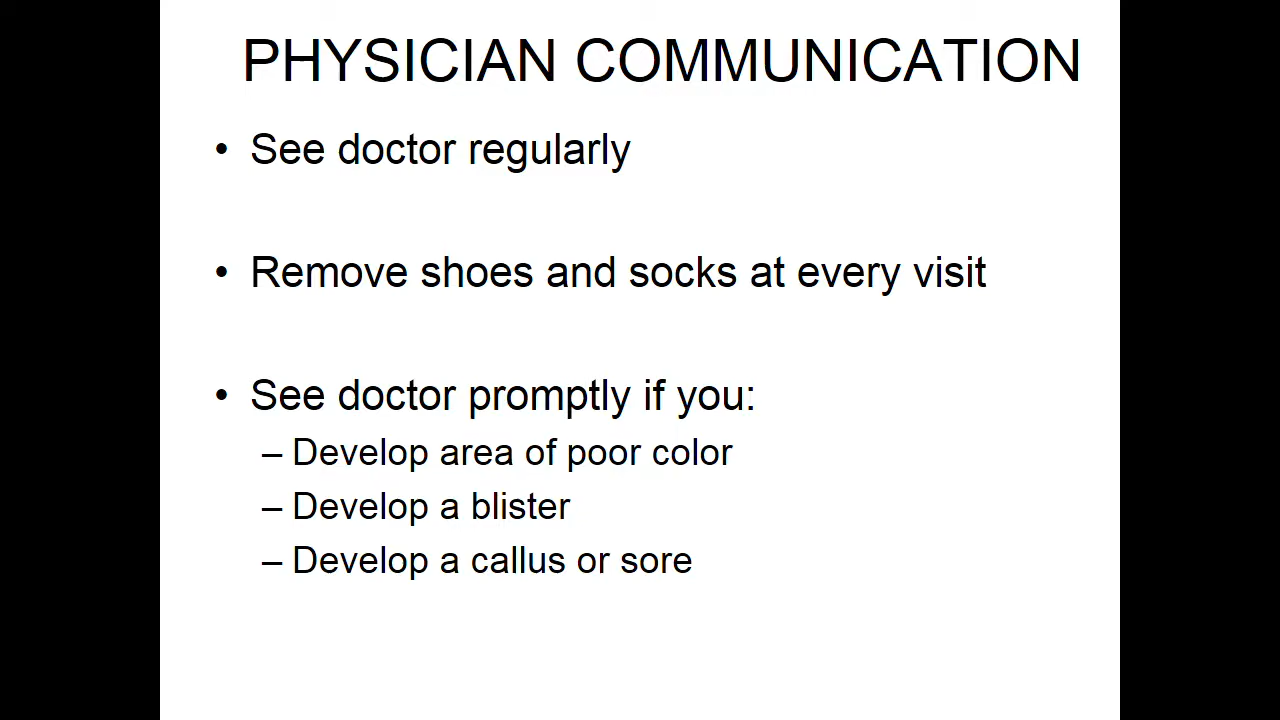 PHYSICIAN COMMUNICATION
• See doctor regularly
• Remove shoes and socks at every visit
• See doctor promptly if you:
– Develop area of poor color
– Develop a blister
– Develop a callus or sore